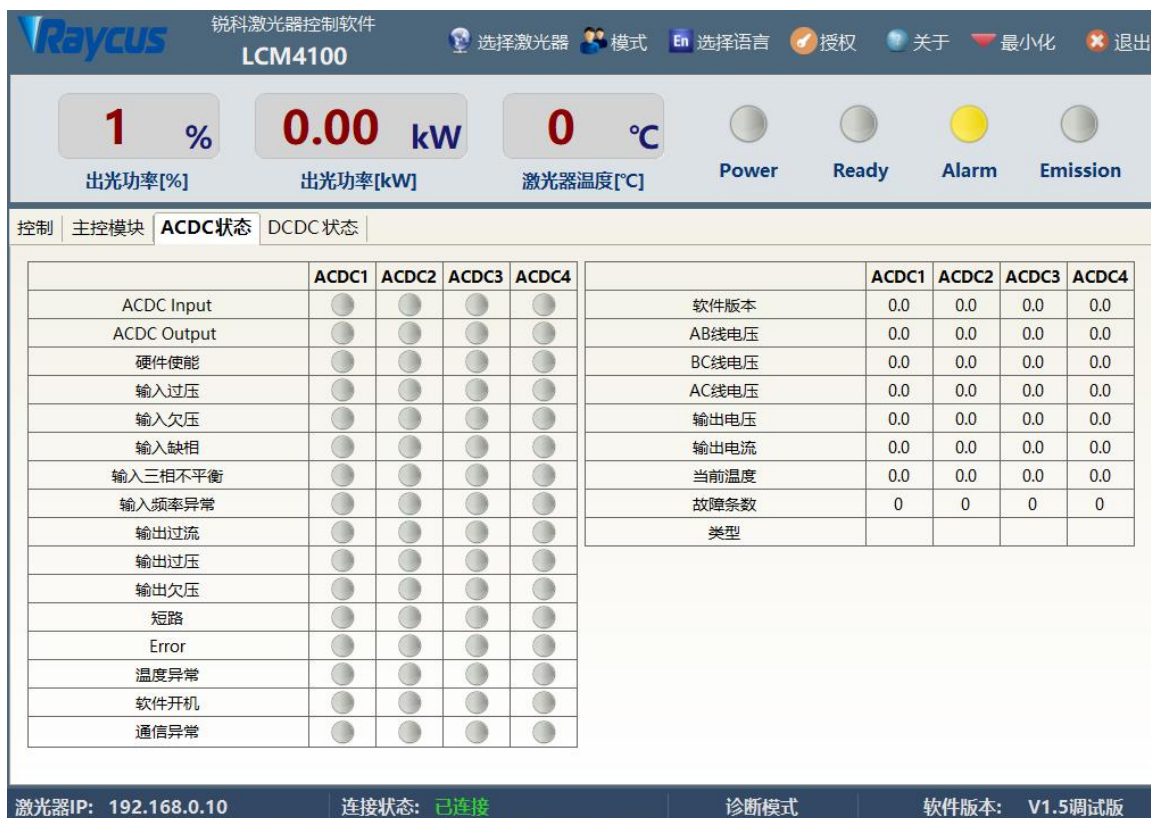 Raycus
锐科激光器控制软件
LCM4100
选择激光器 模式 En 选择语言 授权 ? 关于 最小化 退出
1 % 0.00 kW 0 ℃
出光功率[%] 出光功率[kW] 激光器温度[℃] Power Ready Alarm Emission
控制 主控模块 ACDC状态 DCDC状态
ACDC1 ACDC2 ACDC3 ACDC4
ACDC Input
ACDC Output
硬件使能
输入过压
输入欠压
输入缺相
输入三相不平衡
输入频率异常
输出过流
输出过压
输出欠压
短路
Error
温度异常
软件开机
通信异常
ACDC1 ACDC2 ACDC3 ACDC4
软件版本 0.0 0.0 0.0 0.0
AB线电压 0.0 0.0 0.0 0.0
BC线电压 0.0 0.0 0.0 0.0
AC线电压 0.0 0.0 0.0 0.0
输出电压 0.0 0.0 0.0 0.0
输出电流 0.0 0.0 0.0 0.0
当前温度 0.0 0.0 0.0 0.0
故障条数 0 0 0 0
类型
激光器IP: 192.168.0.10 连接状态: 已连接 诊断模式 软件版本: V1.5调试版